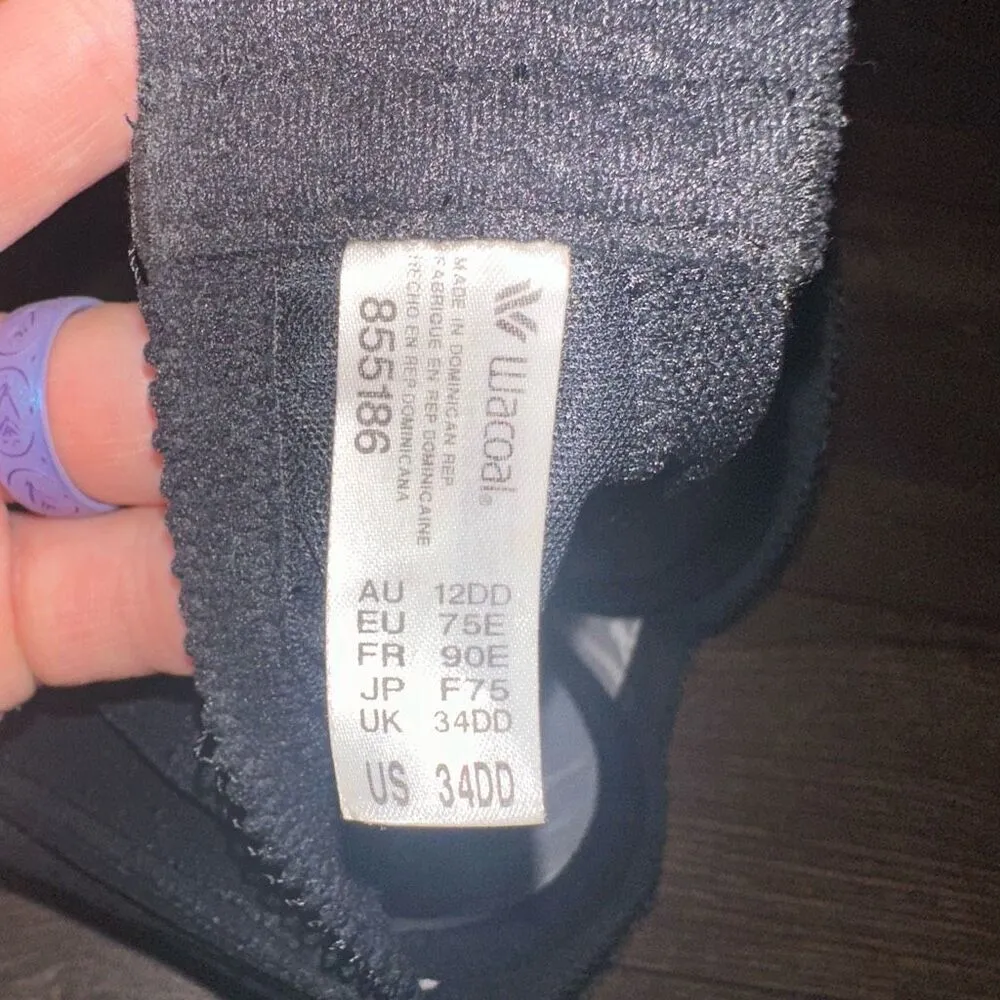 wacoal®
MADE IN DOMINICAN REP
FABRIQUE EN REP DOMINICAINE
HECHO EN REP DOMINICANA
855186
AU 12DD
EU 75E
FR 90E
JP F75
UK 34DD
US 34DD